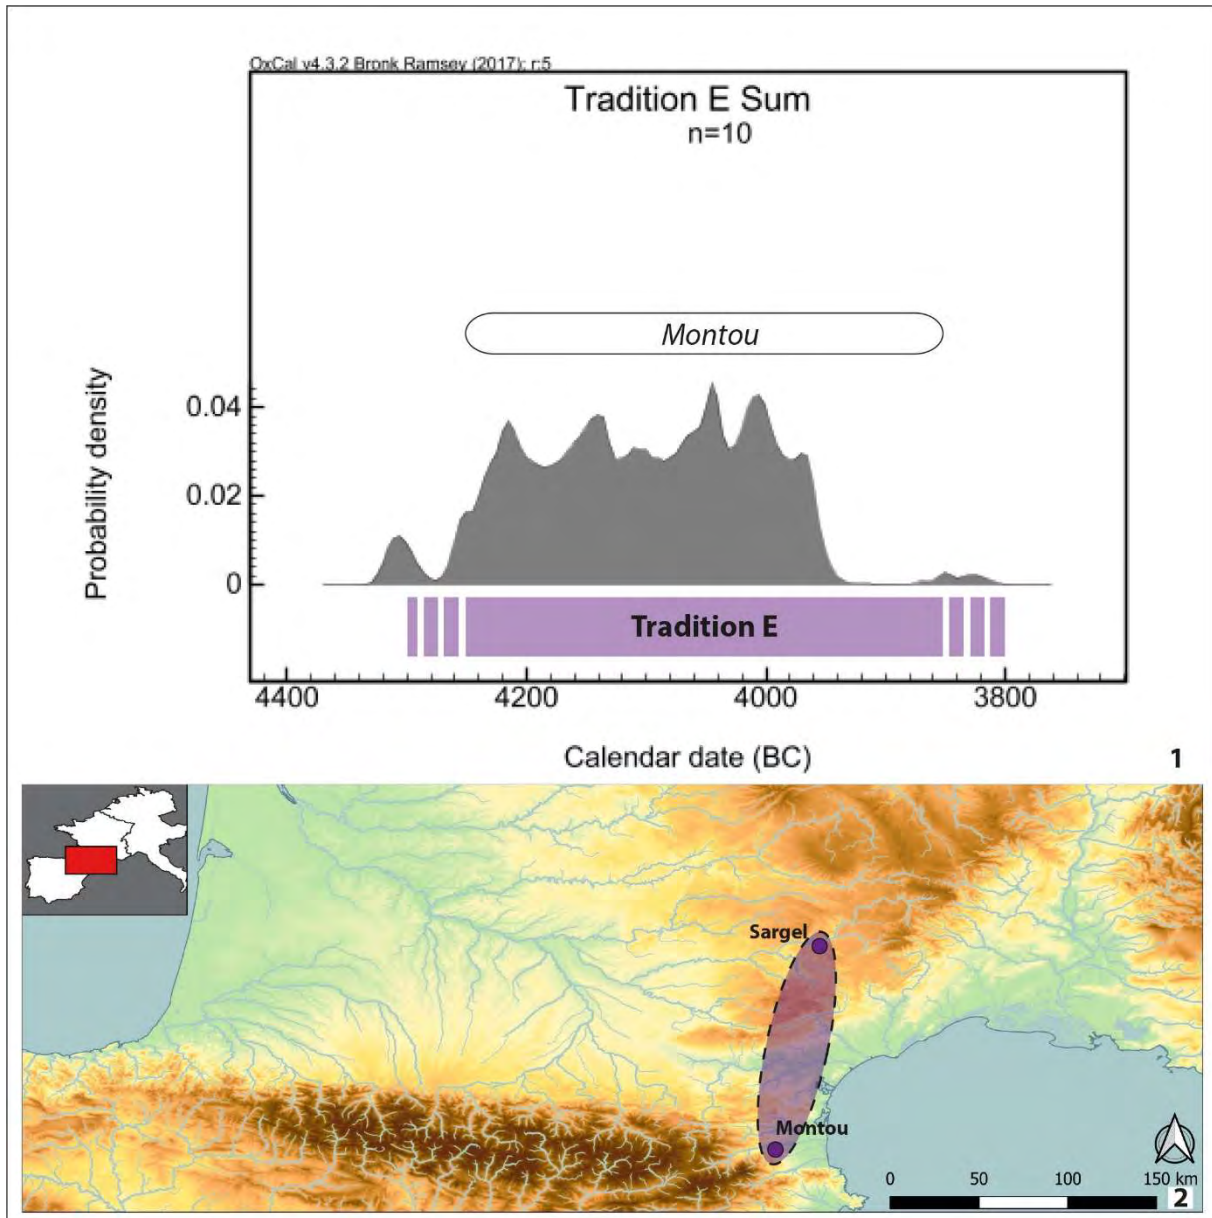 OxCal v4.3.2 Bronk Ramsey (2017); r:5
Tradition E Sum
n=10
Montou
Probability density
0.04
0.02
0
Tradition E
4400 4200 4000 3800
Calendar date (BC)
1
Sargel
Montou
0 50 100 150 km
2